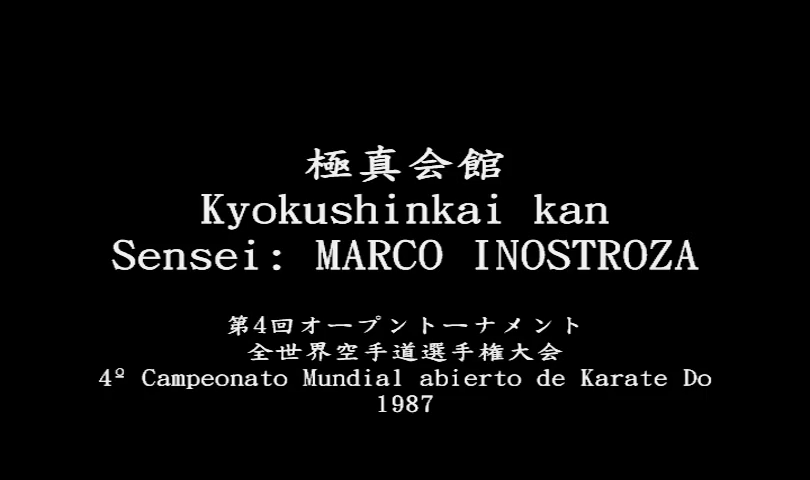 極真会館
Kyokushinkai kan
Sensei: MARCO INOSTROZA
第4回オープントーナメント
全世界空手道選手権大会
4º Campeonato Mundial abierto de Karate Do
1987